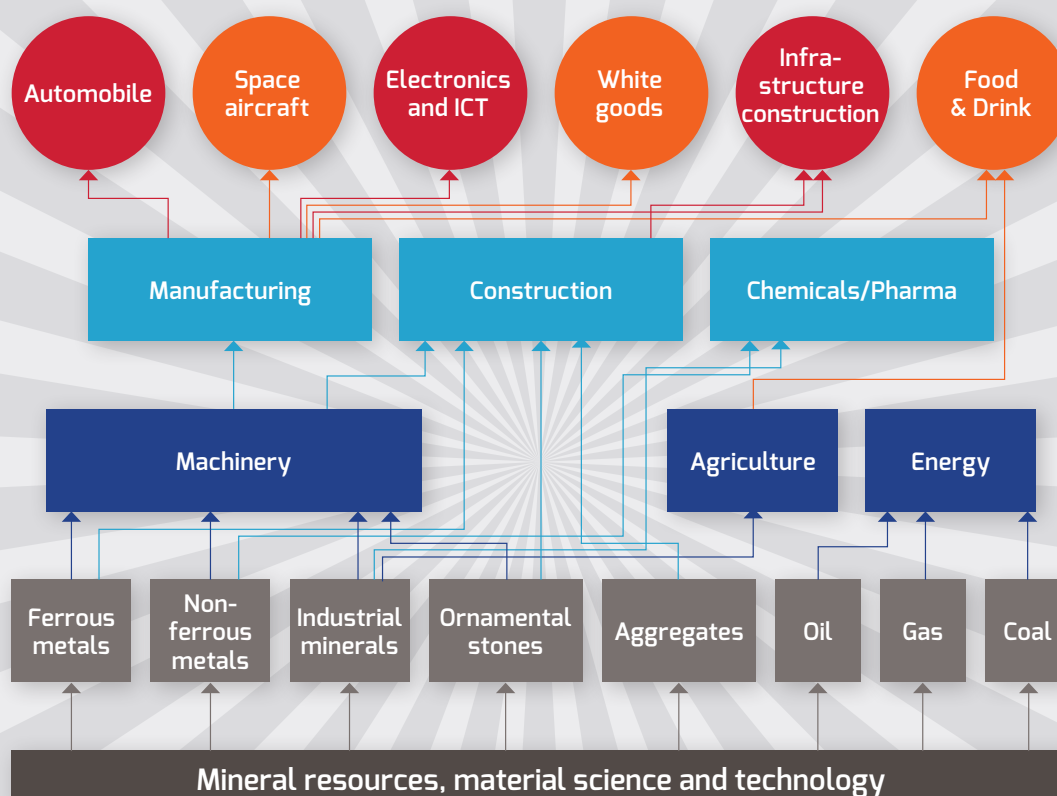 Automobile
Space
aircraft
Electronics
and ICT
White
goods
Infra-
structure
construction
Food
& Drink
Manufacturing
Construction
Chemicals/Pharma
Machinery
Agriculture
Energy
Ferrous
metals
Non-
ferrous
metals
Industrial
minerals
Ornamental
stones
Aggregates
Oil
Gas
Coal
Mineral resources, material science and technology